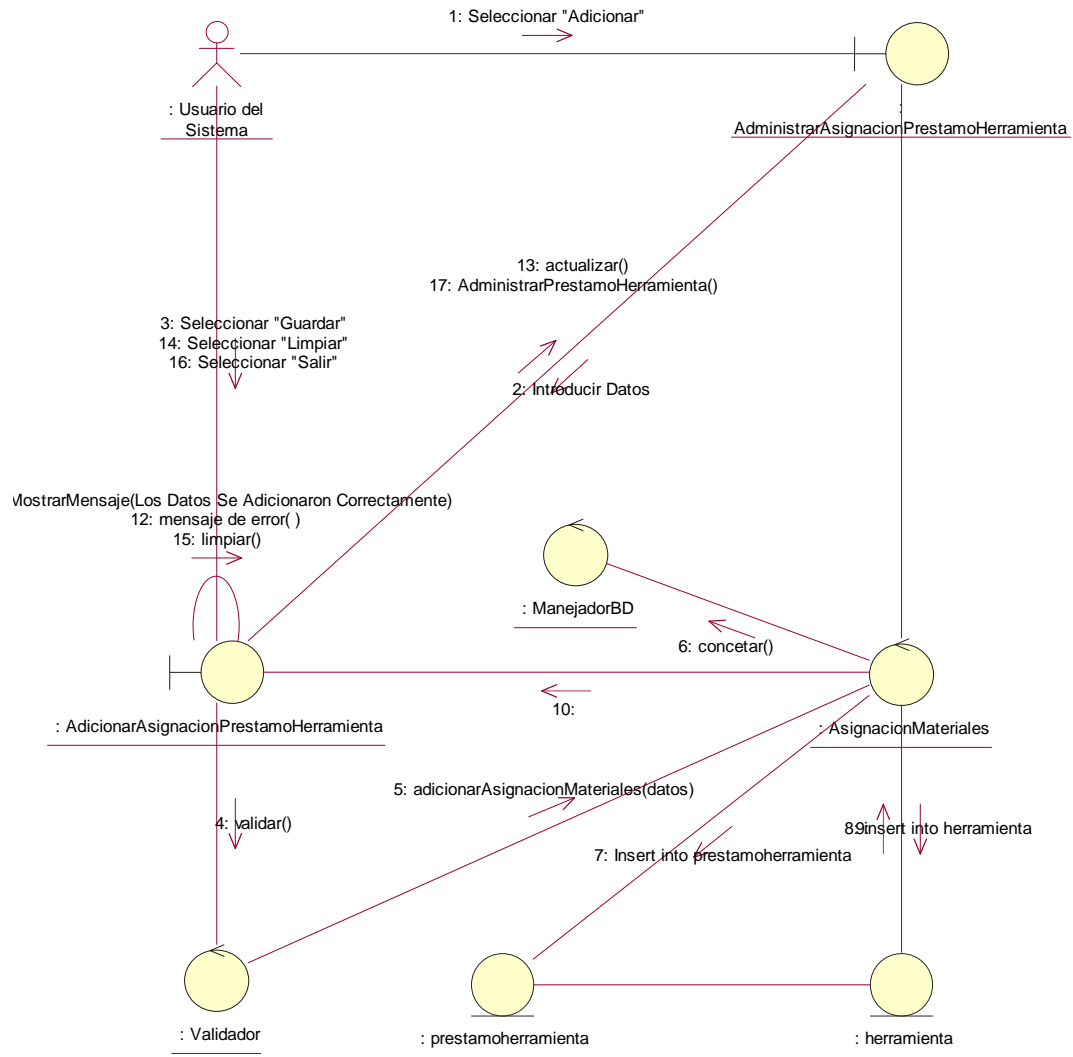 1: Seleccionar "Adicionar"
: Usuario del
Sistema
:
AdministrarAsignacionPrestamoHerramienta
13: actualizar()
17: AdministrarPrestamoHerramienta()
3: Seleccionar "Guardar"
14: Seleccionar "Limpiar"
16: Seleccionar "Salir"
2: Introducir Datos
MostrarMensaje(Los Datos Se Adicionaron Correctamente)
12: mensaje de error( )
15: limpiar()
: ManejadorBD
6: concetar()
10:
: AdicionarAsignacionPrestamoHerramienta
: AsignacionMateriales
5: adicionarAsignacionMateriales(datos)
4: validar()
8: insert into herramienta
9:
7: Insert into prestamoherramienta
: Validador
: prestamoherramienta
: herramienta